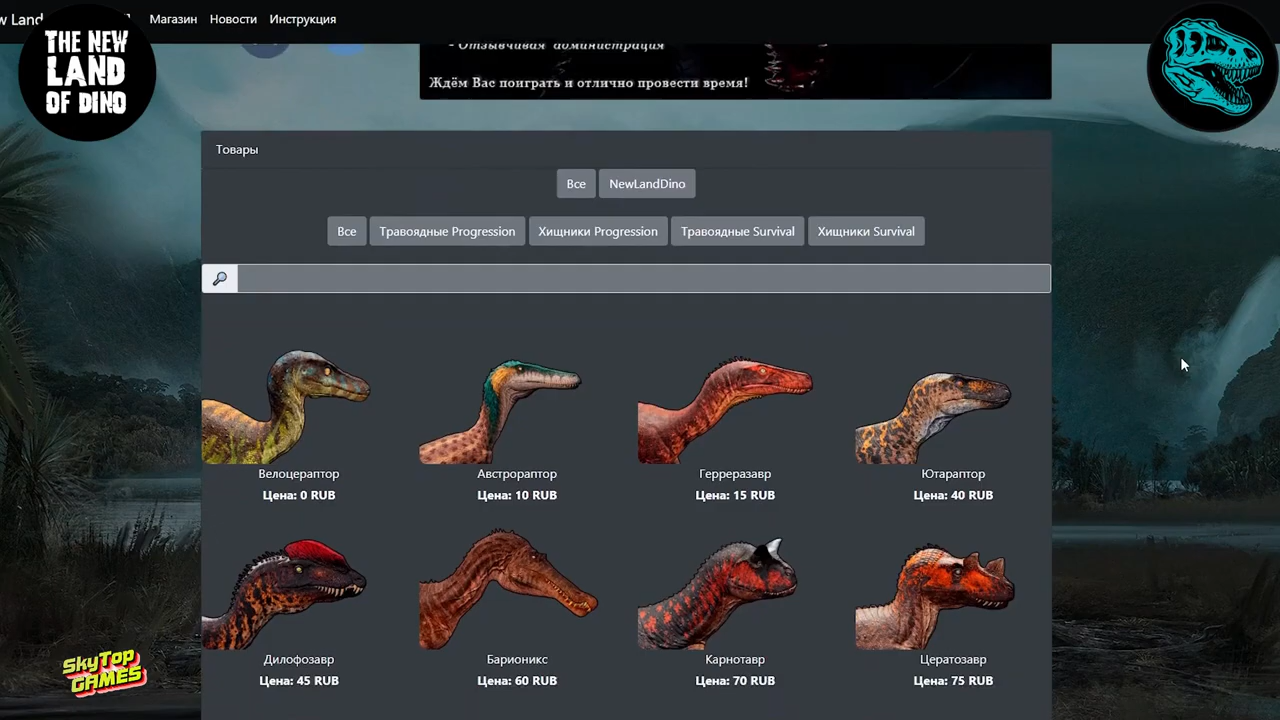 w Land
Магазин
Новости
Инструкция
THE NEW
LAND
OF DINO
- Отзывчивая администрация
Ждём Вас поиграть и отлично провести время!
Товары
Все
NewLandDino
Все
Травоядные Progression
Хищники Progression
Травоядные Survival
Хищники Survival
Велоцераптор
Цена: 0 RUB
Австрораптор
Цена: 10 RUB
Герреразавр
Цена: 15 RUB
Ютараптор
Цена: 40 RUB
Дилофозавр
Цена: 45 RUB
Барионикс
Цена: 60 RUB
Карнотавр
Цена: 70 RUB
Цератозавр
Цена: 75 RUB
SkyTop
GAMES